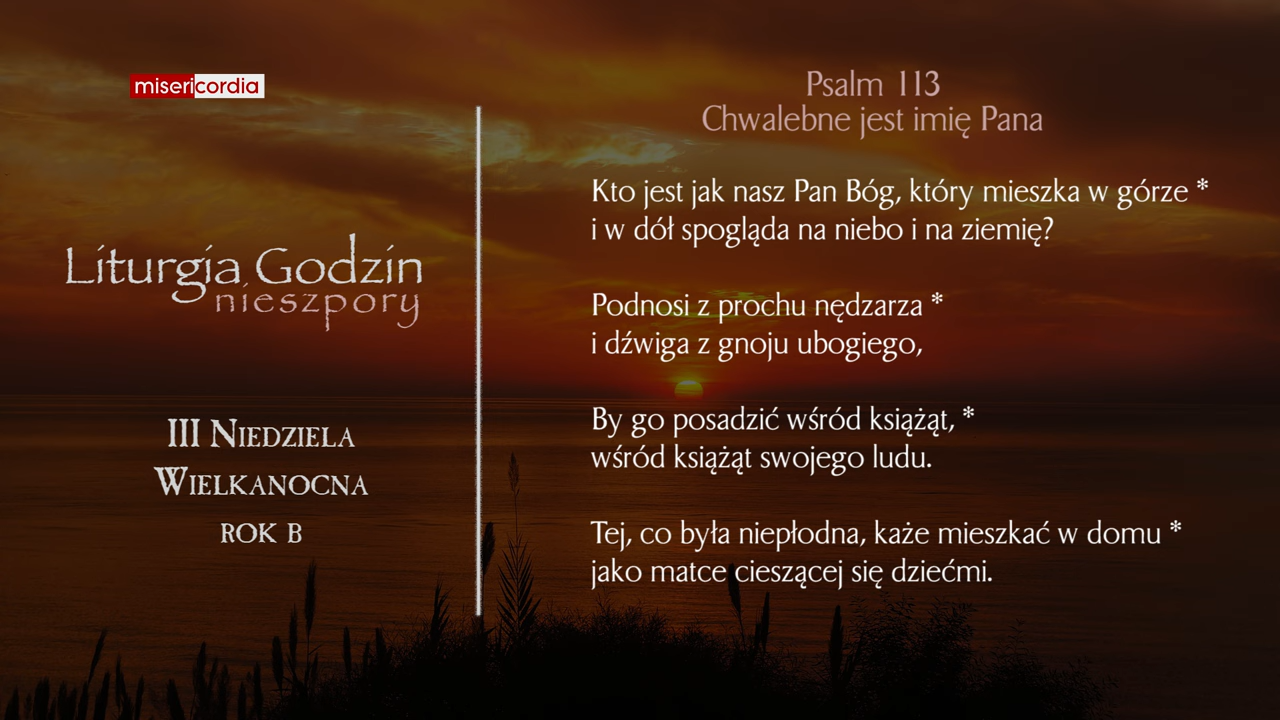 misericordia
Liturgia Godzin
nieszpory
III Niedziela
Wielkanocna
rok B
Psalm 113
Chwalebne jest imię Pana
Kto jest jak nasz Pan Bóg, który mieszka w górze *
i w dół spogląda na niebo i na ziemię?
Podnosi z prochu nędzarza *
i dźwiga z gnoju ubogiego,
By go posadzić wśród książąt, *
wśród książąt swojego ludu.
Tej, co była niepłodna, każe mieszkać w domu *
jako matce cieszącej się dziećmi.